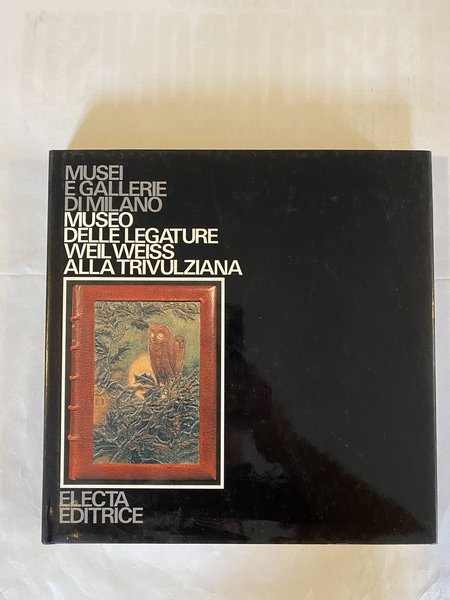 MUSEI
E GALLERIE
DI MILANO
MUSEO
DELLE LEGATURE
WEIL WEISS
ALLA TRIVULZIANA
ELECTA
EDITRICE